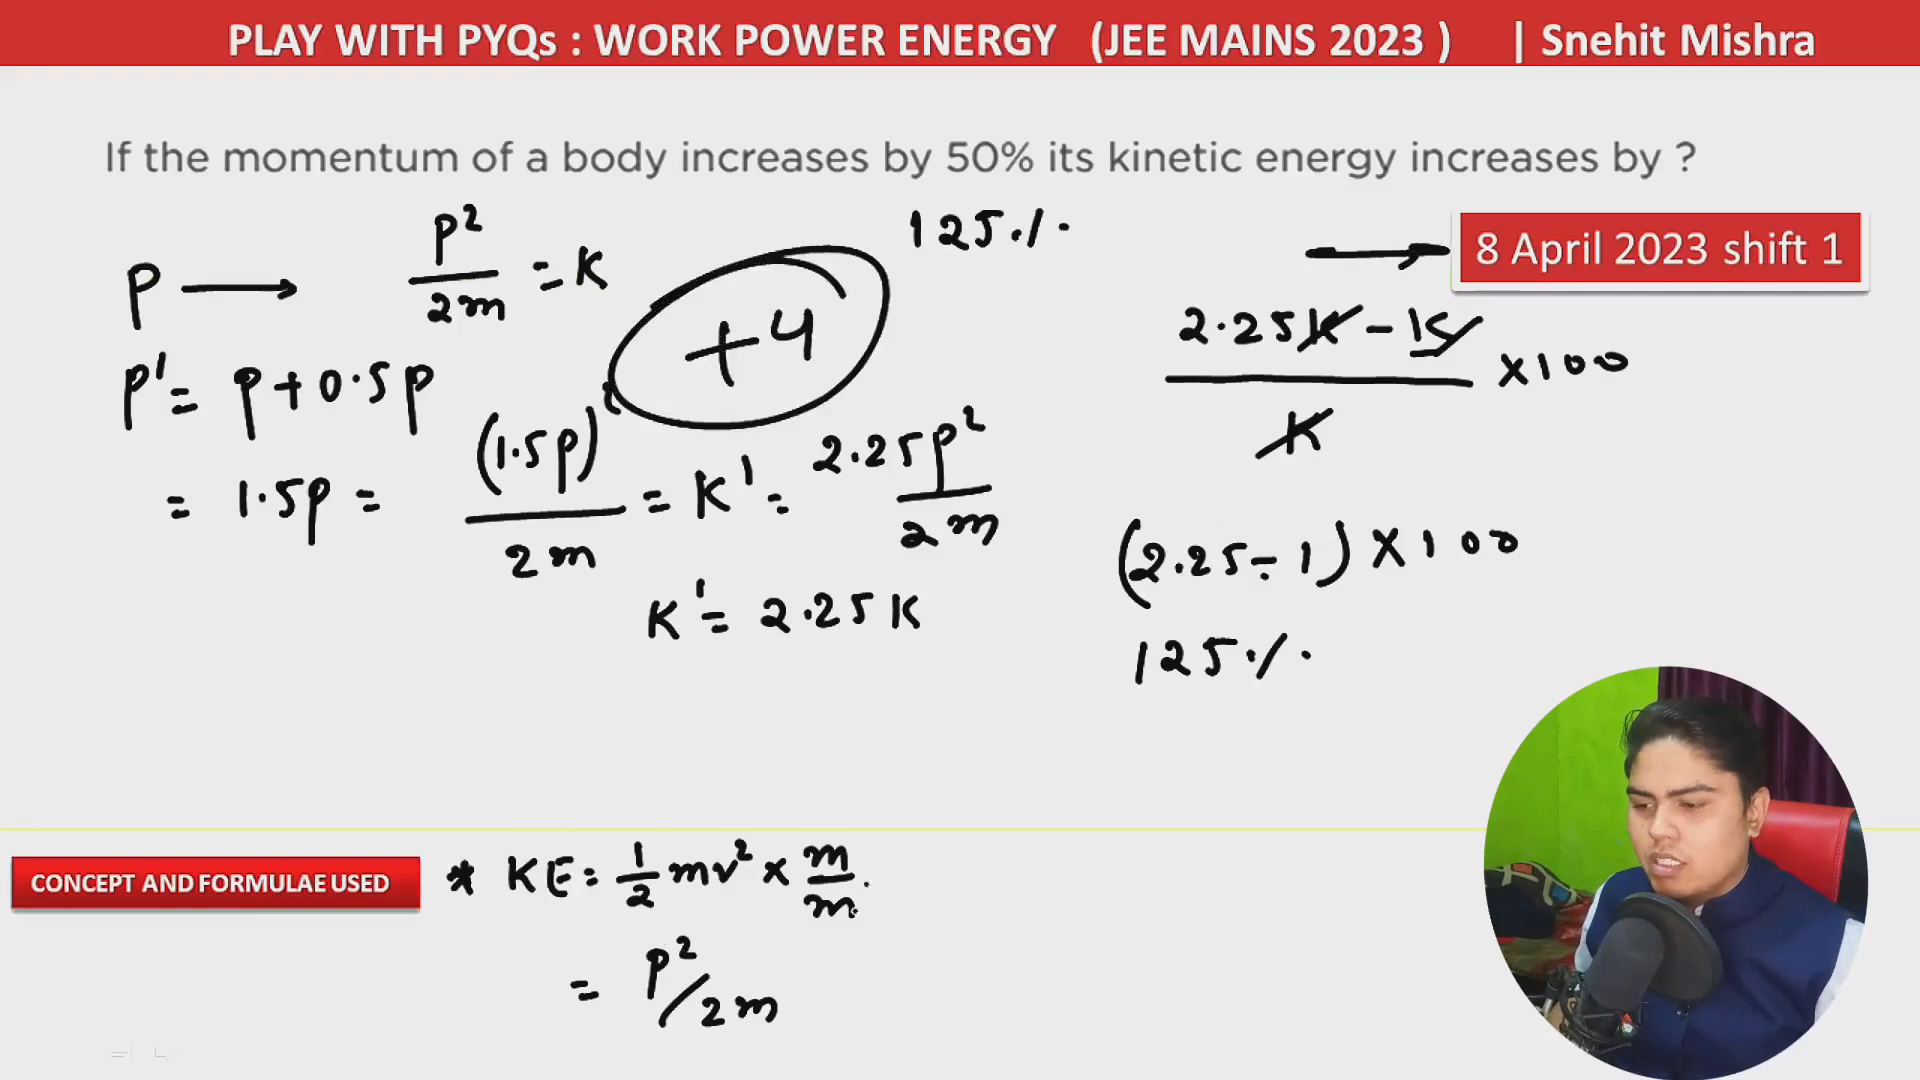 PLAY WITH PYQs : WORK POWER ENERGY (JEE MAINS 2023 ) | Snehit Mishra
If the momentum of a body increases by 50% its kinetic energy increases by ?
8 April 2023 shift 1
P → p²/2m = K
+4
125%
P' = p + 0.5p
= 1.5p = (1.5p)²/2m = K' = 2.25p²/2m
K' = 2.25K
(2.25K - K)/K × 100
(2.25 - 1) × 100
125%
CONCEPT AND FORMULAE USED
* KE = 1/2 mv² × m/m.
= p²/2m